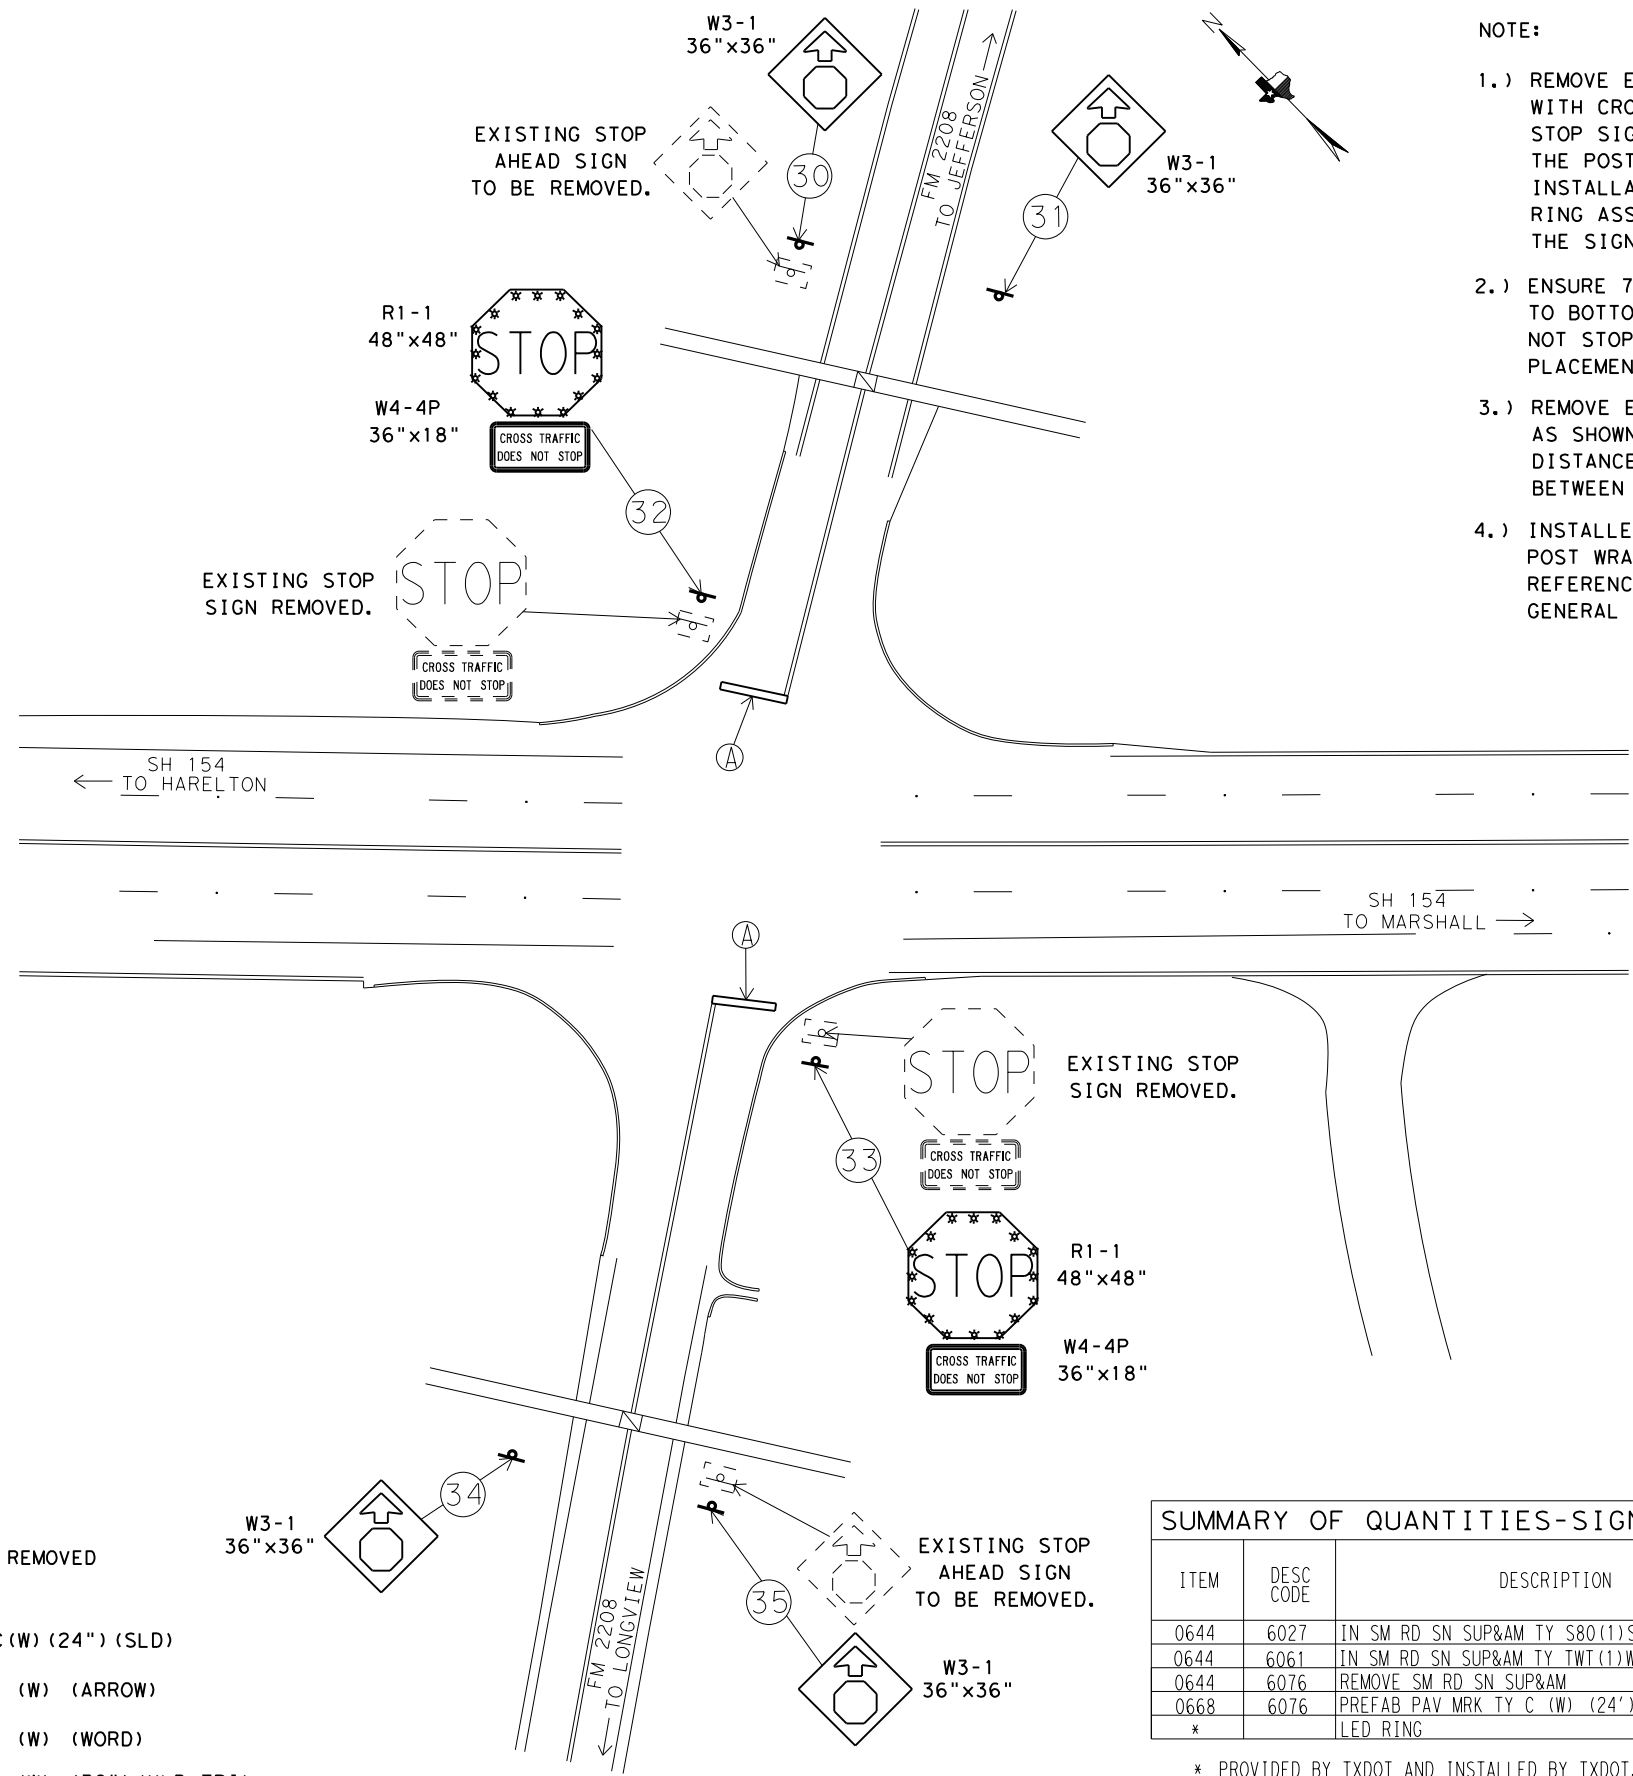 W3-1
36"x36"
N
NOTE:
1.) REMOVE
WITH
STOP
THE POST
RING
THE SIGN
2.) ENSURE 7
TO
NOT STOP
3.) REMOVE
AS SHOWN
DISTANCE
BETWEEN
4.)
POST
GENERAL
EXISTING STOP
AHEAD SIGN
TO BE REMOVED.
30
FM 2208
TO JEFFERSON
W3-1
36"x36"
31
R1-1
48"x48"
STOP
W4-4P
36"x18"
CROSS TRAFFIC
DOES NOT STOP
32
EXISTING STOP
SIGN REMOVED.
STOP
CROSS TRAFFIC
DOES NOT STOP
A
SH 154
TO HARELTON
SH 154
TO MARSHALL
A
STOP
EXISTING STOP
SIGN REMOVED.
CROSS TRAFFIC
DOES NOT STOP
33
STOP
R1-1
48"x48"
W4-4P
36"x18"
CROSS TRAFFIC
DOES NOT STOP
34
W3-1
36"x36"
EXISTING STOP
AHEAD SIGN
TO BE REMOVED.
35
W3-1
36"x36"
FM 2208
TO LONGVIEW
REMOVED
(W)(24")(SLD)
(W) (ARROW)
(W) (WORD)
SUMMARY OF QUANTITIES-SIGN
ITEM DESC CODE DESCRIPTION
0644 6027 IN SM RD SN SUP&AM TY S80(1)S
0644 6061 IN SM RD SN SUP&AM TY TWT(1)W
0644 6076 REMOVE SM RD SN SUP&AM
0668 6076 PREFAB PAV MRK TY C (W) (24')
* LED RING
* PROVIDED BY TXDOT AND INSTALLED BY TXDOT.